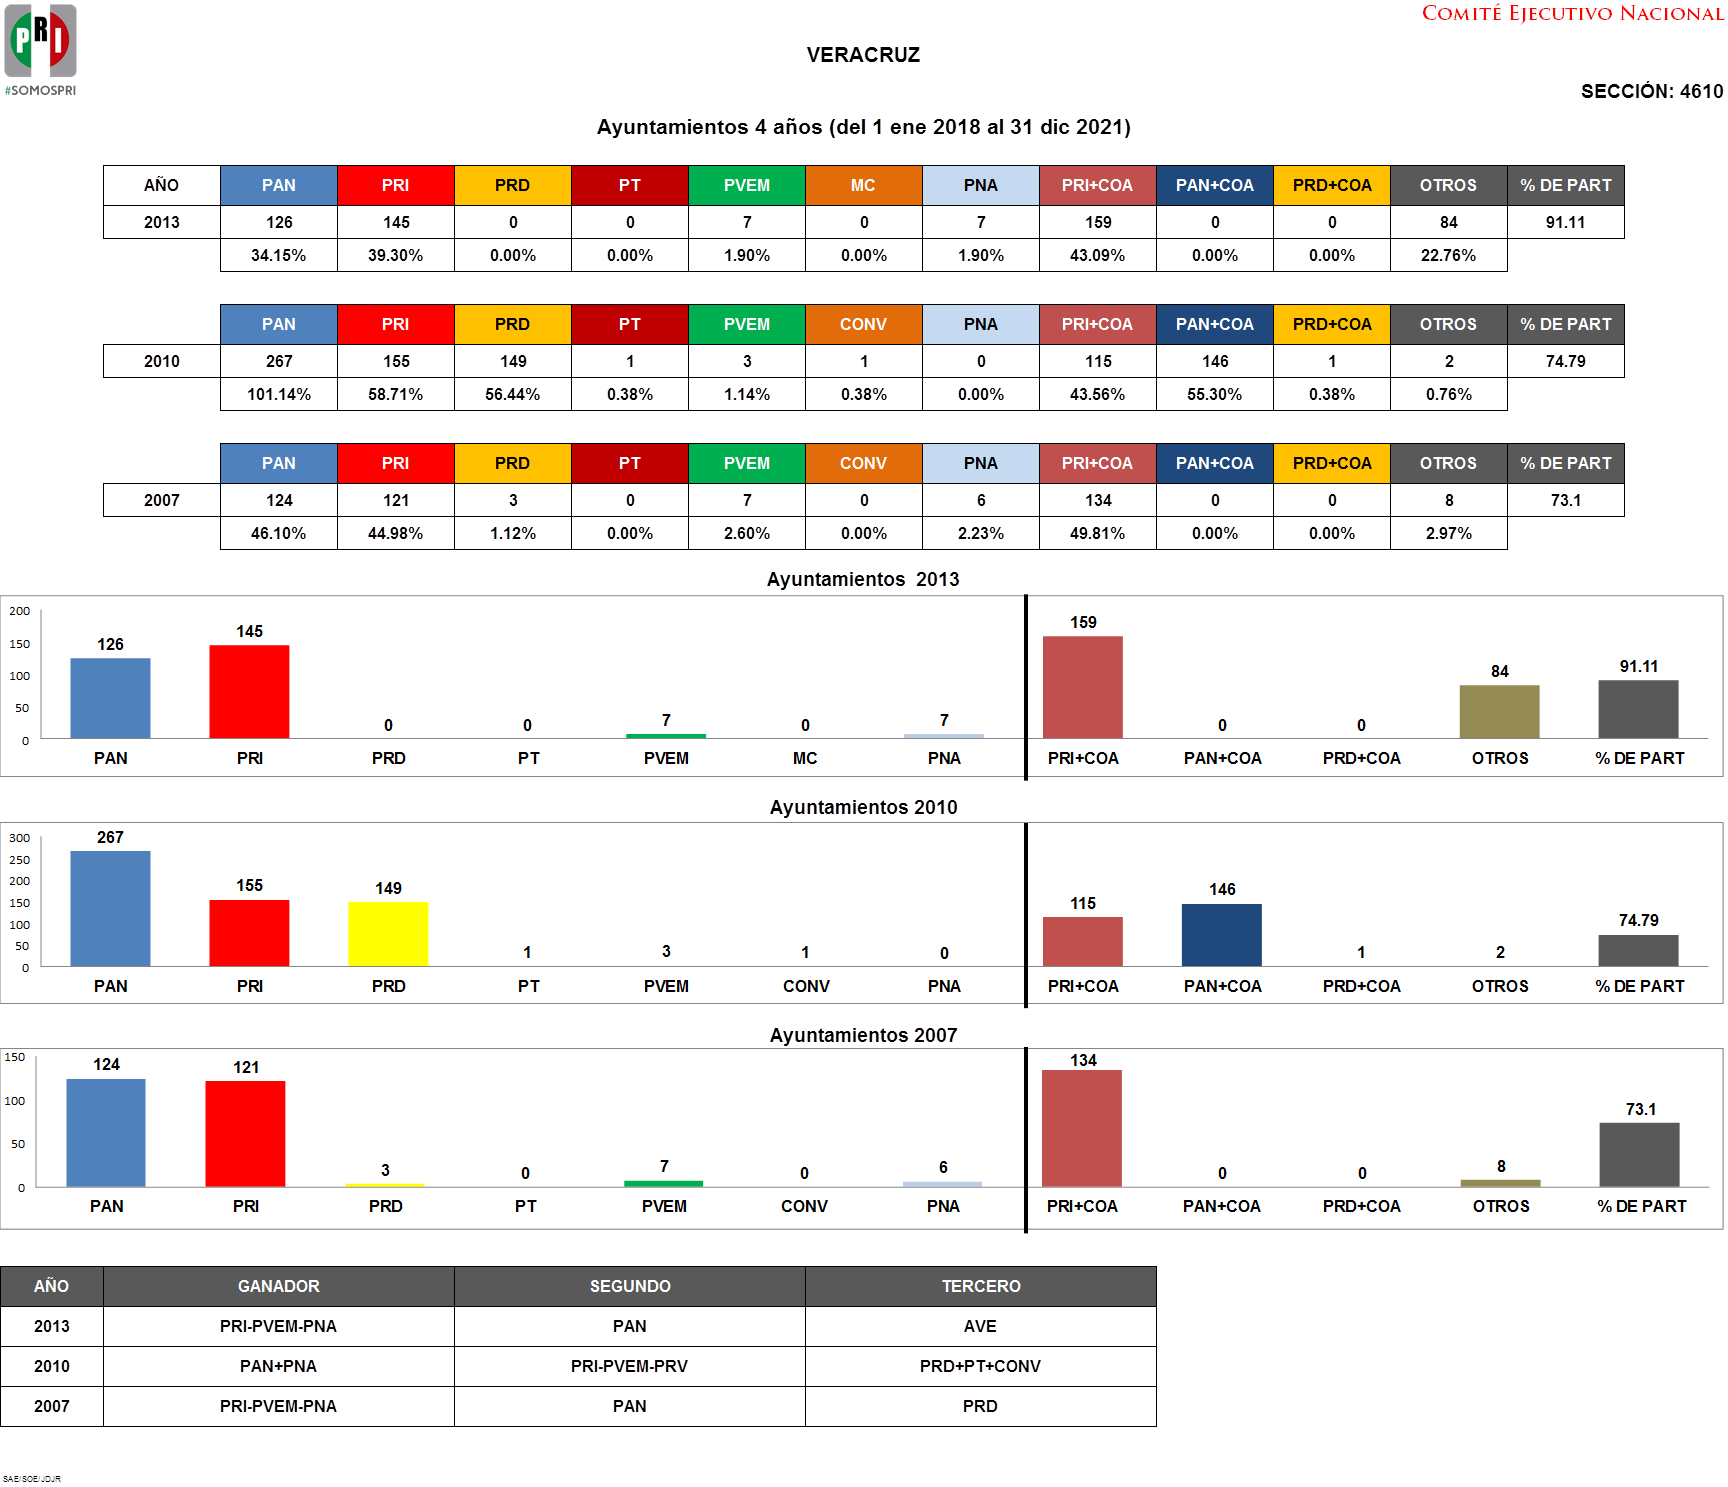 PRI
#SOMOSPRI
COMITÉ EJECUTIVO NACIONAL
VERACRUZ
SECCIÓN: 4610
Ayuntamientos 4 años (del 1 ene 2018 al 31 dic 2021)
AÑO PAN PRI PRD PT PVEM MC PNA PRI+COA PAN+COA PRD+COA OTROS % DE PART
2013 126 145 0 0 7 0 7 159 0 0 84 91.11
34.15% 39.30% 0.00% 0.00% 1.90% 0.00% 1.90% 43.09% 0.00% 0.00% 22.76%
PAN PRI PRD PT PVEM CONV PNA PRI+COA PAN+COA PRD+COA OTROS % DE PART
2010 267 155 149 1 3 1 0 115 146 1 2 74.79
101.14% 58.71% 56.44% 0.38% 1.14% 0.38% 0.00% 43.56% 55.30% 0.38% 0.76%
PAN PRI PRD PT PVEM CONV PNA PRI+COA PAN+COA PRD+COA OTROS % DE PART
2007 124 121 3 0 7 0 6 134 0 0 8 73.1
46.10% 44.98% 1.12% 0.00% 2.60% 0.00% 2.23% 49.81% 0.00% 0.00% 2.97%
Ayuntamientos 2013
200
150
100
50
0
126 145 0 0 7 0 7 159 0 0 84 91.11
PAN PRI PRD PT PVEM MC PNA PRI+COA PAN+COA PRD+COA OTROS % DE PART
Ayuntamientos 2010
300
250
200
150
100
50
0
267 155 149 1 3 1 0 115 146 1 2 74.79
PAN PRI PRD PT PVEM CONV PNA PRI+COA PAN+COA PRD+COA OTROS % DE PART
Ayuntamientos 2007
150
100
50
0
124 121 3 0 7 0 6 134 0 0 8 73.1
PAN PRI PRD PT PVEM CONV PNA PRI+COA PAN+COA PRD+COA OTROS % DE PART
AÑO GANADOR SEGUNDO TERCERO
2013 PRI-PVEM-PNA PAN AVE
2010 PAN+PNA PRI-PVEM-PRV PRD+PT+CONV
2007 PRI-PVEM-PNA PAN PRD
SAE/SOE/JDJR